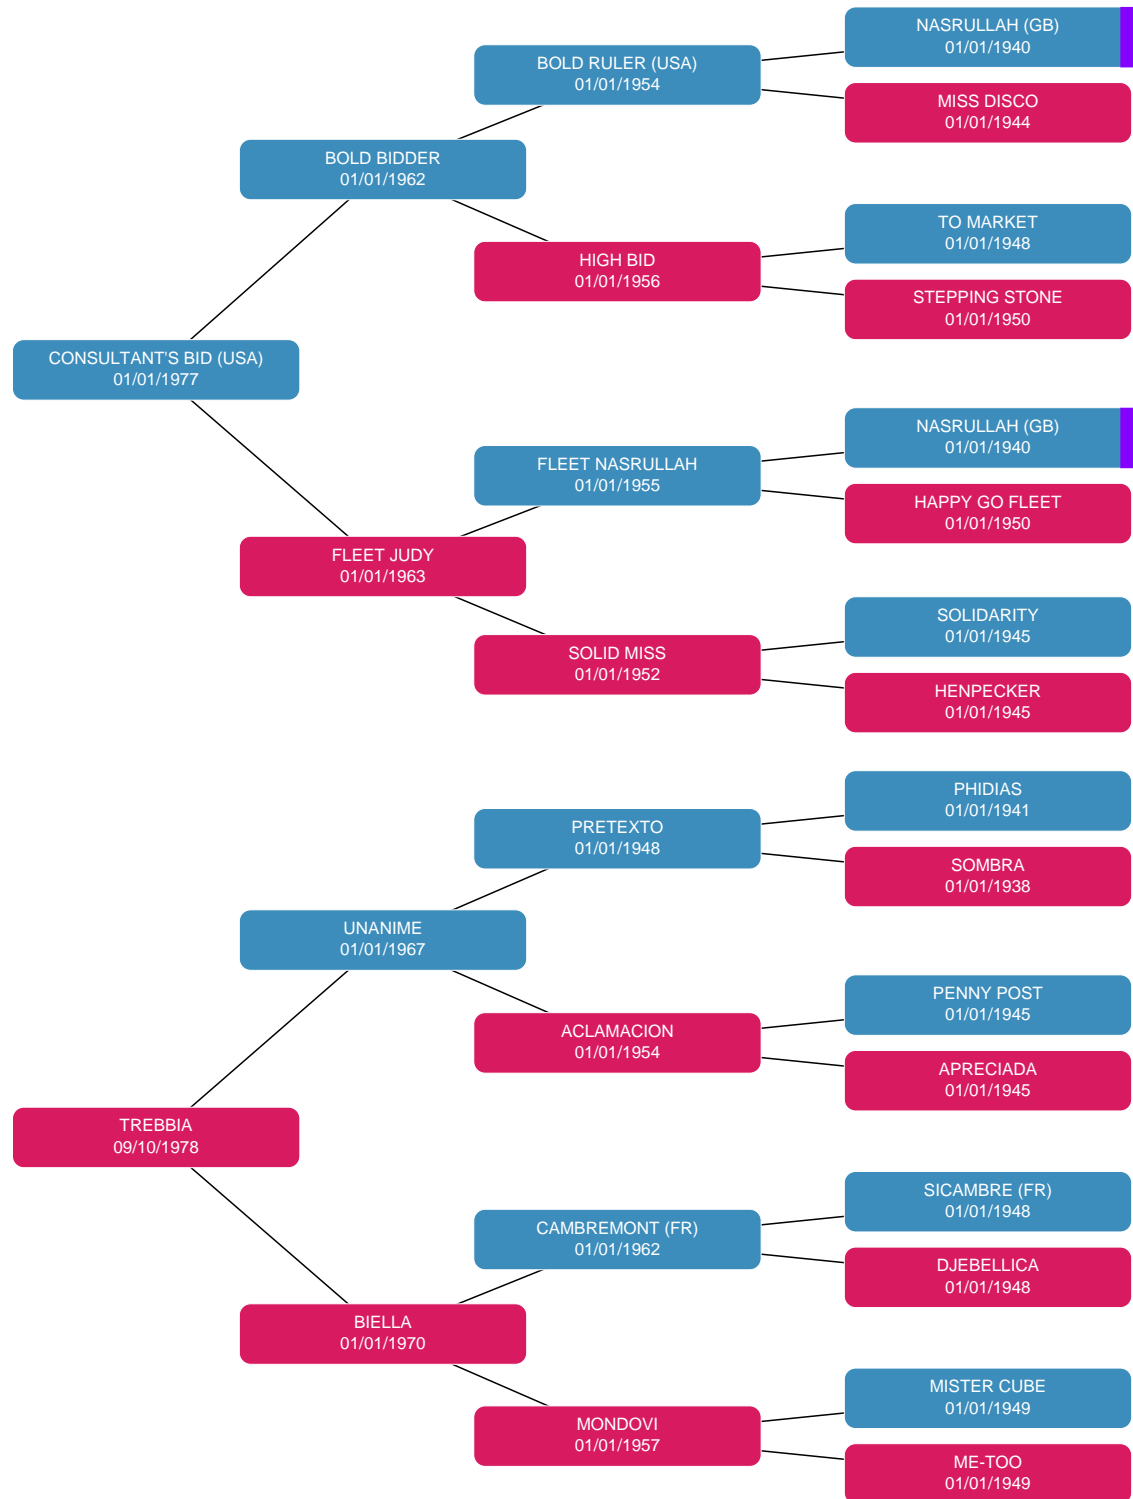 NASRULLAH (GB)
01/01/1940
BOLD RULER (USA)
01/01/1954
MISS DISCO
01/01/1944
BOLD BIDDER
01/01/1962
TO MARKET
01/01/1948
HIGH BID
01/01/1956
STEPPING STONE
01/01/1950
CONSULTANT'S BID (USA)
01/01/1977
NASRULLAH (GB)
01/01/1940
FLEET NASRULLAH
01/01/1955
HAPPY GO FLEET
01/01/1950
FLEET JUDY
01/01/1963
SOLIDARITY
01/01/1945
SOLID MISS
01/01/1952
HENPECKER
01/01/1945
PHIDIAS
01/01/1941
PRETEXTO
01/01/1948
SOMBRA
01/01/1938
UNANIME
01/01/1967
PENNY POST
01/01/1945
ACLAMACION
01/01/1954
APRECIADA
01/01/1945
TREBBIA
09/10/1978
SICAMBRE (FR)
01/01/1948
CAMBREMONT (FR)
01/01/1962
DJEBELLICA
01/01/1948
BIELLA
01/01/1970
MISTER CUBE
01/01/1949
MONDOVI
01/01/1957
ME-TOO
01/01/1949